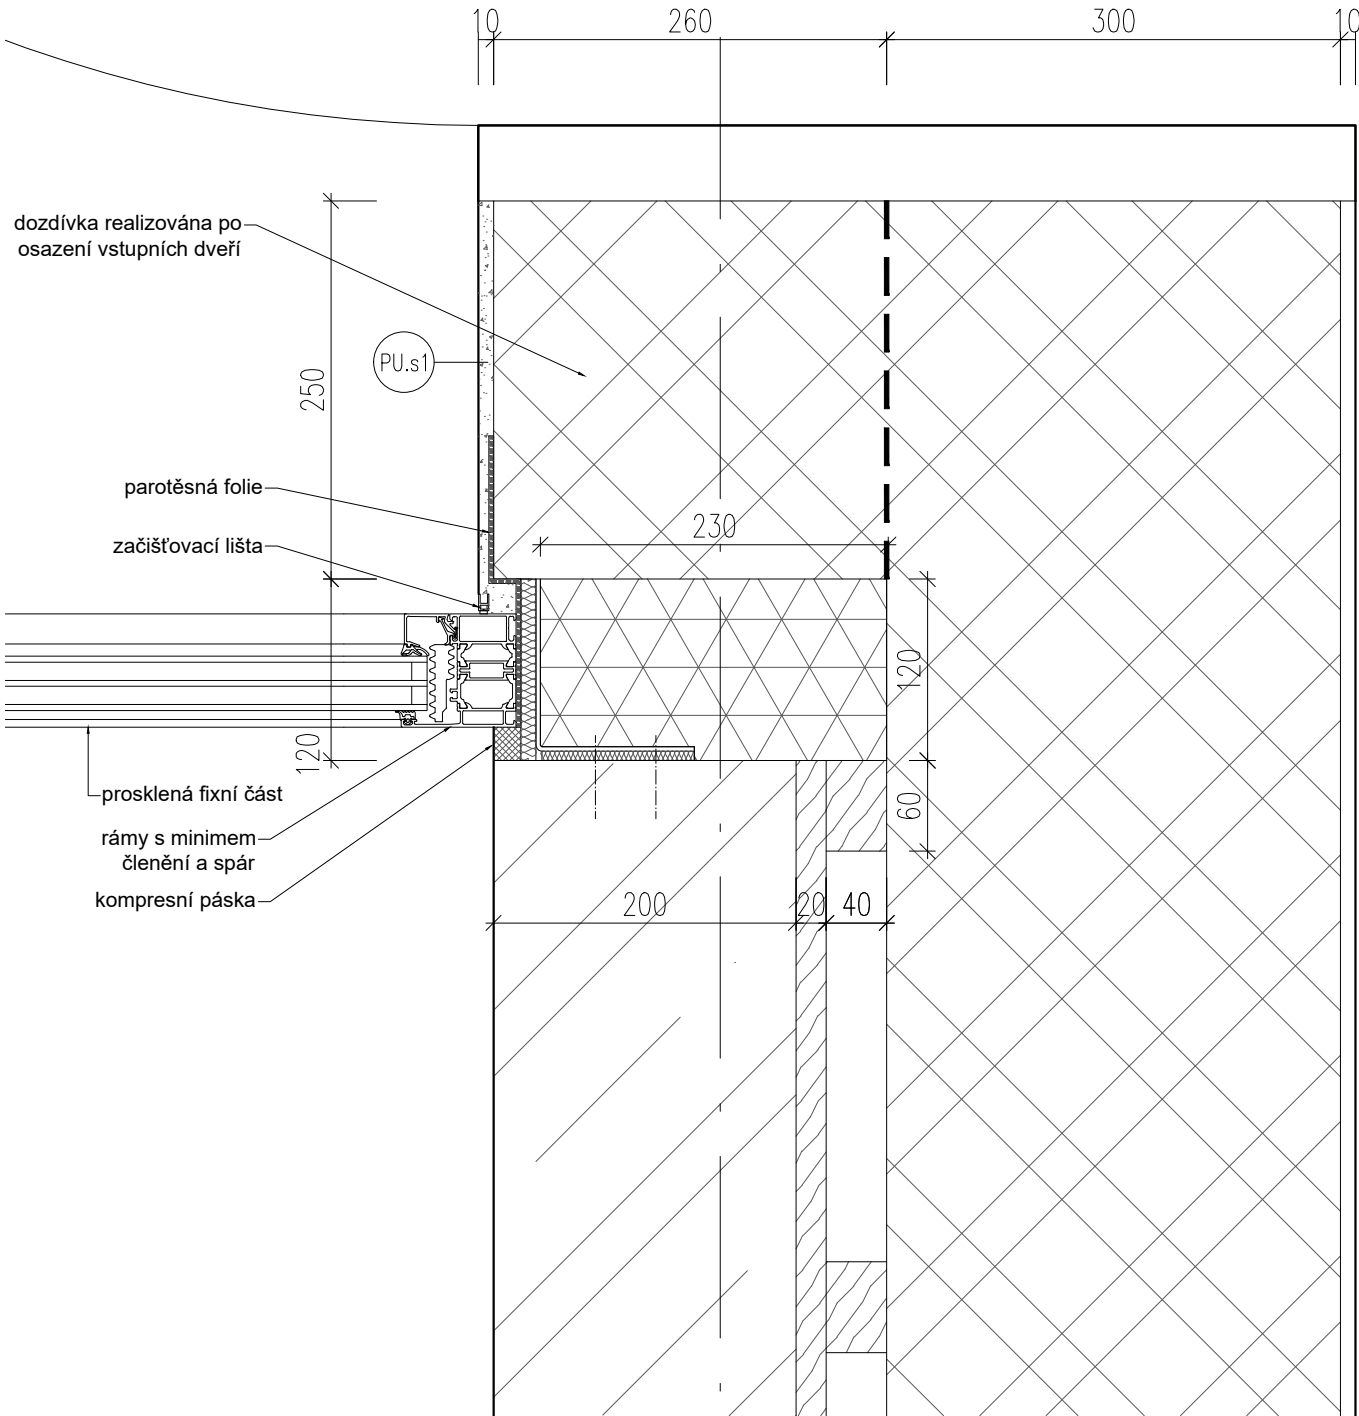 10
260
300
10
dozdívka realizována po
osazení vstupních dveří
PU.s1
250
parotěsná folie
230
začišťovací lišta
120
120
prosklená fixní část
60
rámy s minimem
členění a spár
kompresní páska
200
20
40